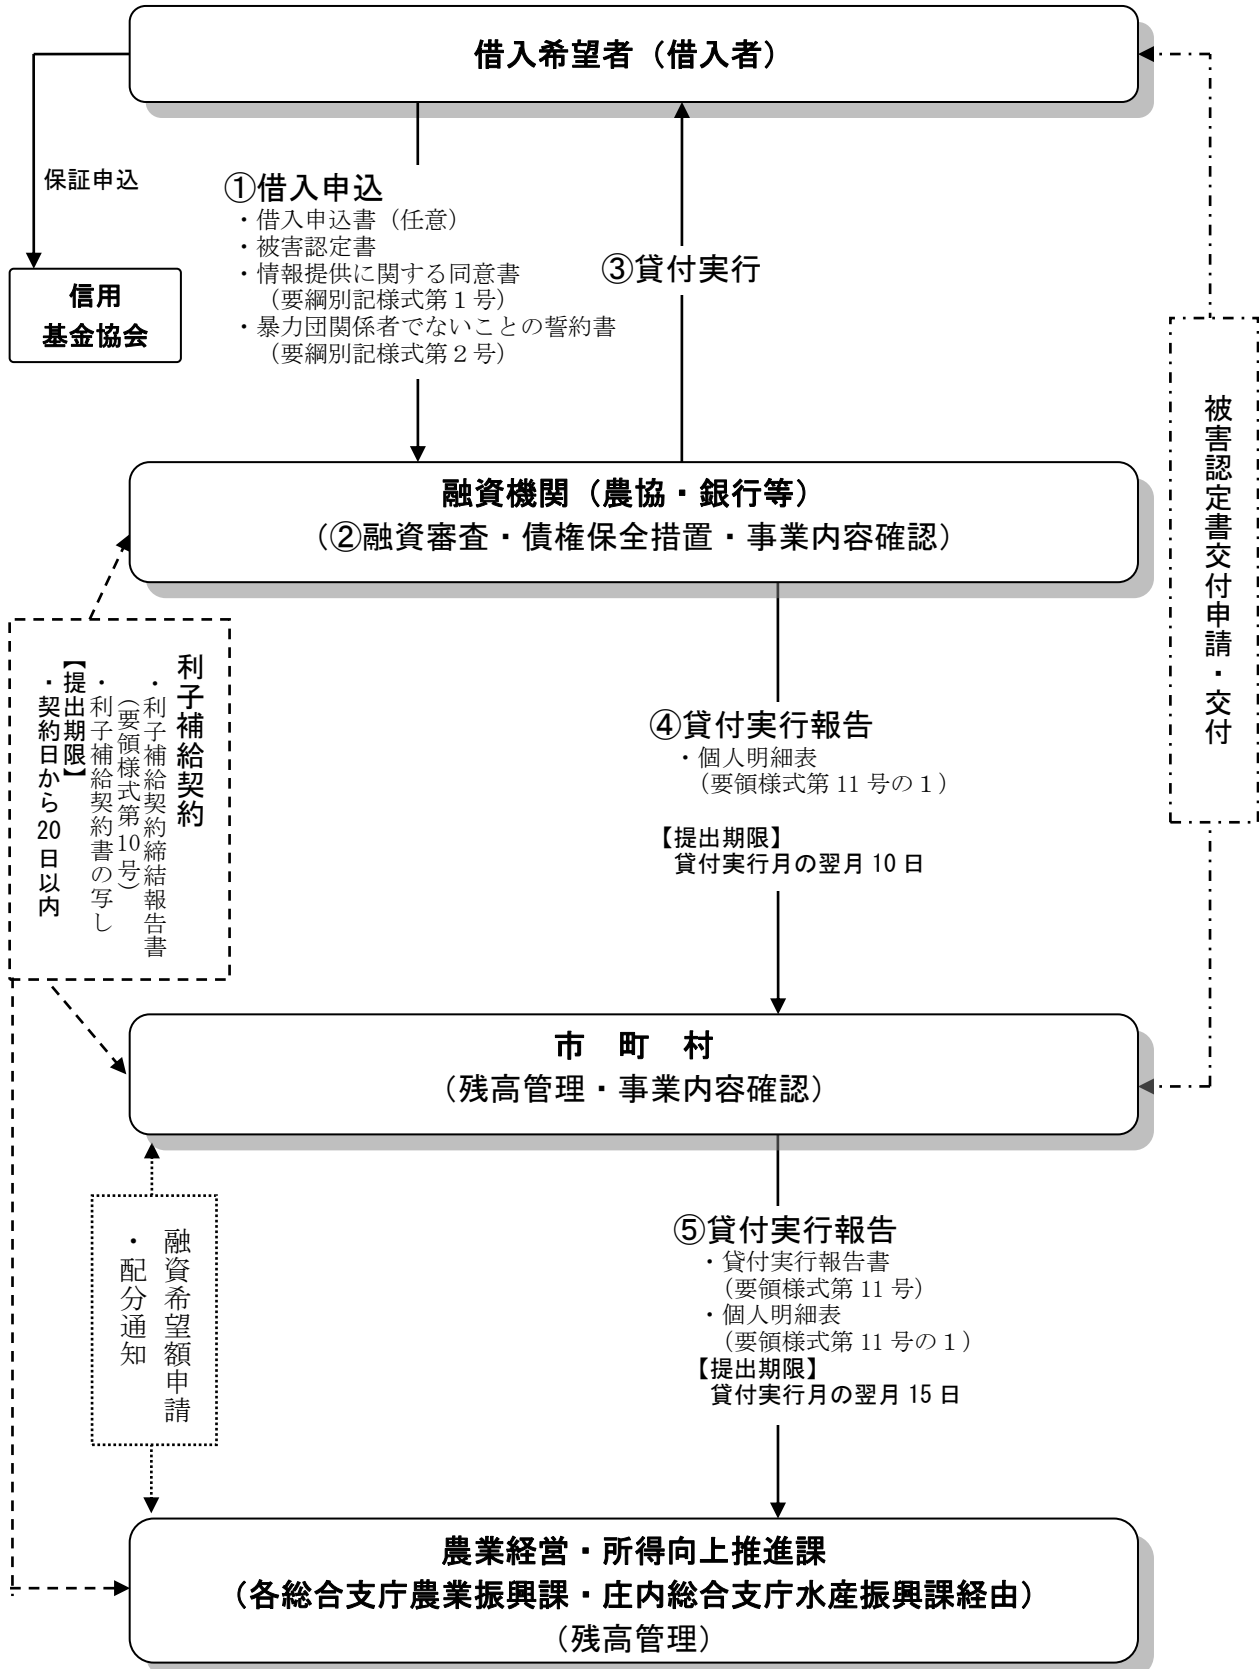 借入希望者（借入者）
保証申込
信用
基金協会
①借入申込
・借入申込書（任意）
・被害認定書
・情報提供に関する同意書
（要綱別記様式第１号）
・暴力団関係者でないことの誓約書
（要綱別記様式第２号）
③貸付実行
被害認定書交付申請・交付
融資機関（農協・銀行等）
（②融資審査・債権保全措置・事業内容確認）
利子補給契約
・利子補給契約締結報告書
（要領様式第10号）
・利子補給契約書の写し
【提出期限】
・契約日から20日以内
④貸付実行報告
・個人明細表
（要領様式第 11 号の１）
【提出期限】
貸付実行月の翌月 10 日
市　町　村
（残高管理・事業内容確認）
融資希望額申請
・配分通知
⑤貸付実行報告
・貸付実行報告書
（要領様式第 11 号）
・個人明細表
（要領様式第 11 号の１）
【提出期限】
貸付実行月の翌月 15 日
農業経営・所得向上推進課
（各総合支庁農業振興課・庄内総合支庁水産振興課経由）
（残高管理）